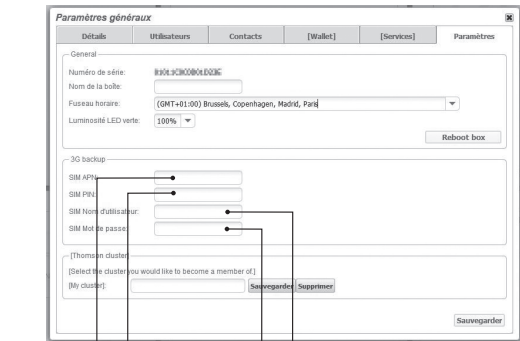 Paramètres généraux
Détails Utilisateurs Contacts [Wallet] [Services] Paramètres
General
Numéro de série:
Nom de la boîte:
Fuseau horaire: (GMT+01:00) Brussels, Copenhagen, Madrid, Paris
Luminosité LED verte: 100%
Reboot box
3G backup
SIM APN:
SIM PIN:
SIM Nom d'utilisateur:
SIM Mot de passe:
[Thomson cluster]
[Select the cluster you would like to become a member of.]
[My cluster]: Sauvegarder Supprimer
Sauvegarder